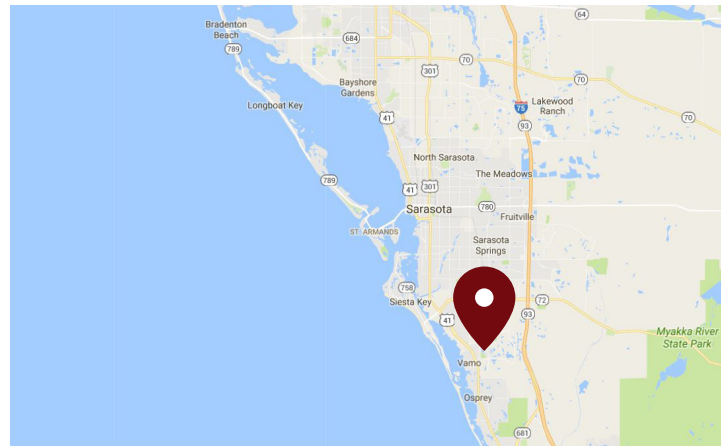 64
Bradenton
Beach
684
789
70
301
70
Bayshore
Gardens
75
Lakewood
Ranch
Longboat Key
41
93
70
North Sarasota
The Meadows
789
41
301
780
Sarasota
Fruitville
ST. ARMANDS
Sarasota
Springs
758
Siesta Key
72
93
41
Myakka River
State Park
Vamo
Osprey
681